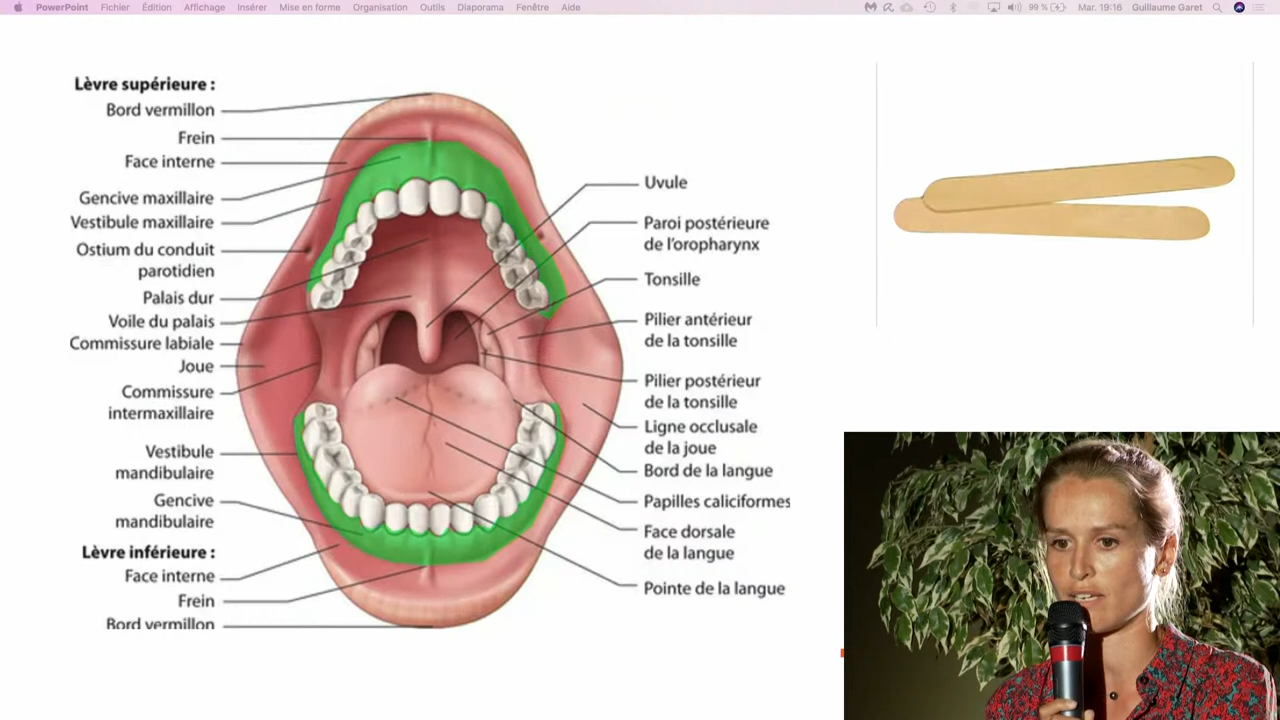 PowerPoint Fichier Édition Affichage Insérer Mise en forme Organisation Outils Diaporama Fenêtre Aide 99 % Mar. 19:16 Guillaume Garet
Lèvre supérieure :
Bord vermillon
Frein
Face interne
Gencive maxillaire
Vestibule maxillaire
Ostium du conduit
parotidien
Palais dur
Voile du palais
Commissure labiale
Joue
Commissure
intermaxillaire
Vestibule
mandibulaire
Gencive
mandibulaire
Lèvre inférieure :
Face interne
Frein
Bord vermillon
Uvule
Paroi postérieure
de l'oropharynx
Tonsille
Pilier antérieur
de la tonsille
Pilier postérieur
de la tonsille
Ligne occlusale
de la joue
Bord de la langue
Papilles caliciformes
Face dorsale
de la langue
Pointe de la langue